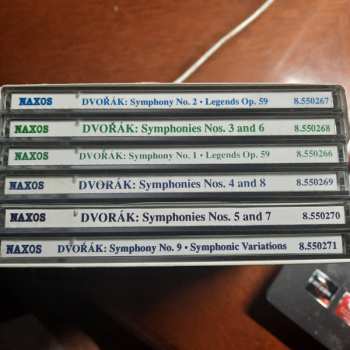 NAXOS DVOŘÁK: Symphony No. 2 • Legends Op. 59 8.550267
NAXOS DVOŘÁK: Symphonies Nos. 3 and 6 8.550268
NAXOS DVOŘÁK: Symphony No. 1 • Legends Op. 59 8.550266
NAXOS DVOŘÁK: Symphonies Nos. 4 and 8 8.550269
NAXOS DVOŘÁK: Symphonies Nos. 5 and 7 8.550270
NAXOS DVOŘÁK: Symphony No. 9 • Symphonic Variations 8.550271